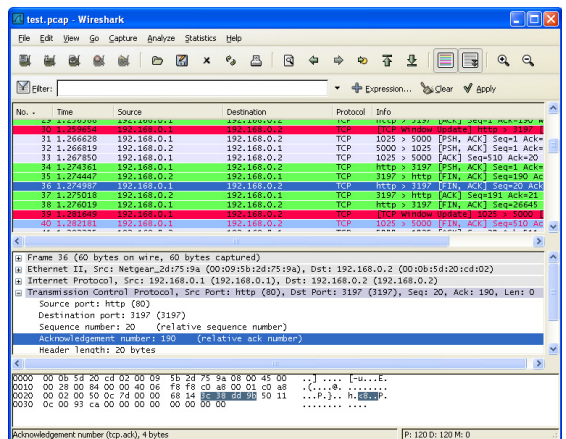 test.pcap - Wireshark
File Edit View Go Capture Analyze Statistics Help
Filter: Expression... Clear Apply
No. Time Source Destination Protocol Info
30 1.259654 192.168.0.1 192.168.0.2 TCP [TCP Window Update] http > 3197 [
31 1.266628 192.168.0.1 192.168.0.2 TCP 1025 > 5000 [PSH, ACK] Seq=1 Ack=
32 1.266819 192.168.0.2 192.168.0.1 TCP 5000 > 1025 [PSH, ACK] Seq=1 Ack=
33 1.267850 192.168.0.1 192.168.0.2 TCP 1025 > 5000 [ACK] Seq=510 Ack=20
34 1.274361 192.168.0.1 192.168.0.2 TCP http > 3197 [PSH, ACK] Seq=1 Ack=
35 1.274447 192.168.0.2 192.168.0.1 TCP 3197 > http [FIN, ACK] Seq=190 Ac
36 1.274987 192.168.0.1 192.168.0.2 TCP http > 3197 [FIN, ACK] Seq=20 Ack
37 1.275018 192.168.0.2 192.168.0.1 TCP 3197 > http [ACK] Seq=191 Ack=21
38 1.276019 192.168.0.1 192.168.0.2 TCP http > 3197 [FIN, ACK] Seq=26645
39 1.281649 192.168.0.1 192.168.0.2 TCP [TCP Window Update] 1025 > 5000 [
40 1.282181 192.168.0.1 192.168.0.2 TCP 1025 > 5000 [FIN, ACK] Seq=510 Ac
Frame 36 (60 bytes on wire, 60 bytes captured)
Ethernet II, Src: Netgear_2d:75:9a (00:09:5b:2d:75:9a), Dst: 192.168.0.2 (00:0b:5d:20:cd:02)
Internet Protocol, Src: 192.168.0.1 (192.168.0.1), Dst: 192.168.0.2 (192.168.0.2)
Transmission Control Protocol, Src Port: http (80), Dst Port: 3197 (3197), Seq: 20, Ack: 190, Len: 0
Source port: http (80)
Destination port: 3197 (3197)
Sequence number: 20 (relative sequence number)
Acknowledgement number: 190 (relative ack number)
Header length: 20 bytes
0000 00 0b 5d 20 cd 02 00 09 5b 2d 75 9a 08 00 45 00 ..] .... [-u...E.
0010 00 28 00 84 00 00 40 06 f8 f8 c0 a8 00 01 c0 a8 .(....@. ........
0020 00 02 00 50 0c 7d 00 00 68 14 3c 38 dd 9b 50 11 ...P.}.. h.<8..P.
0030 0c 00 93 ca 00 00 00 00 00 00 00 00 ........ ....
Acknowledgement number (tcp.ack), 4 bytes P: 120 D: 120 M: 0